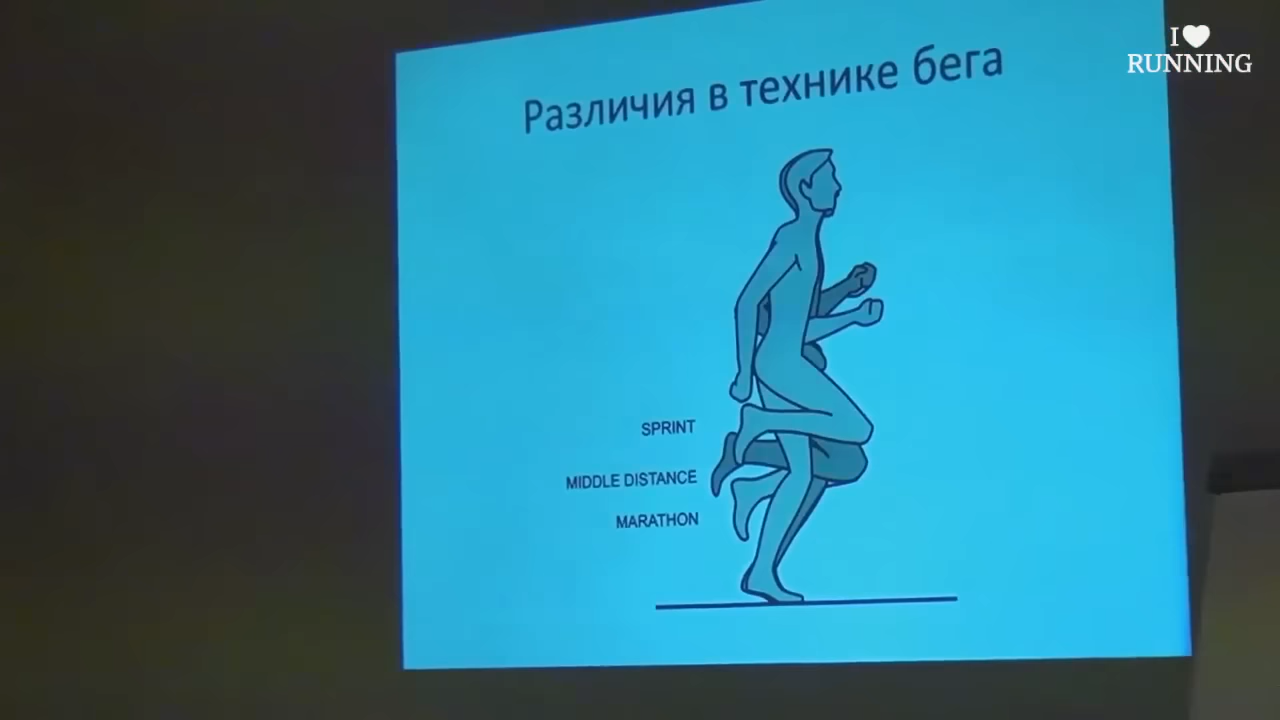 I
RUNNING
Различия в технике бега
SPRINT
MIDDLE DISTANCE
MARATHON